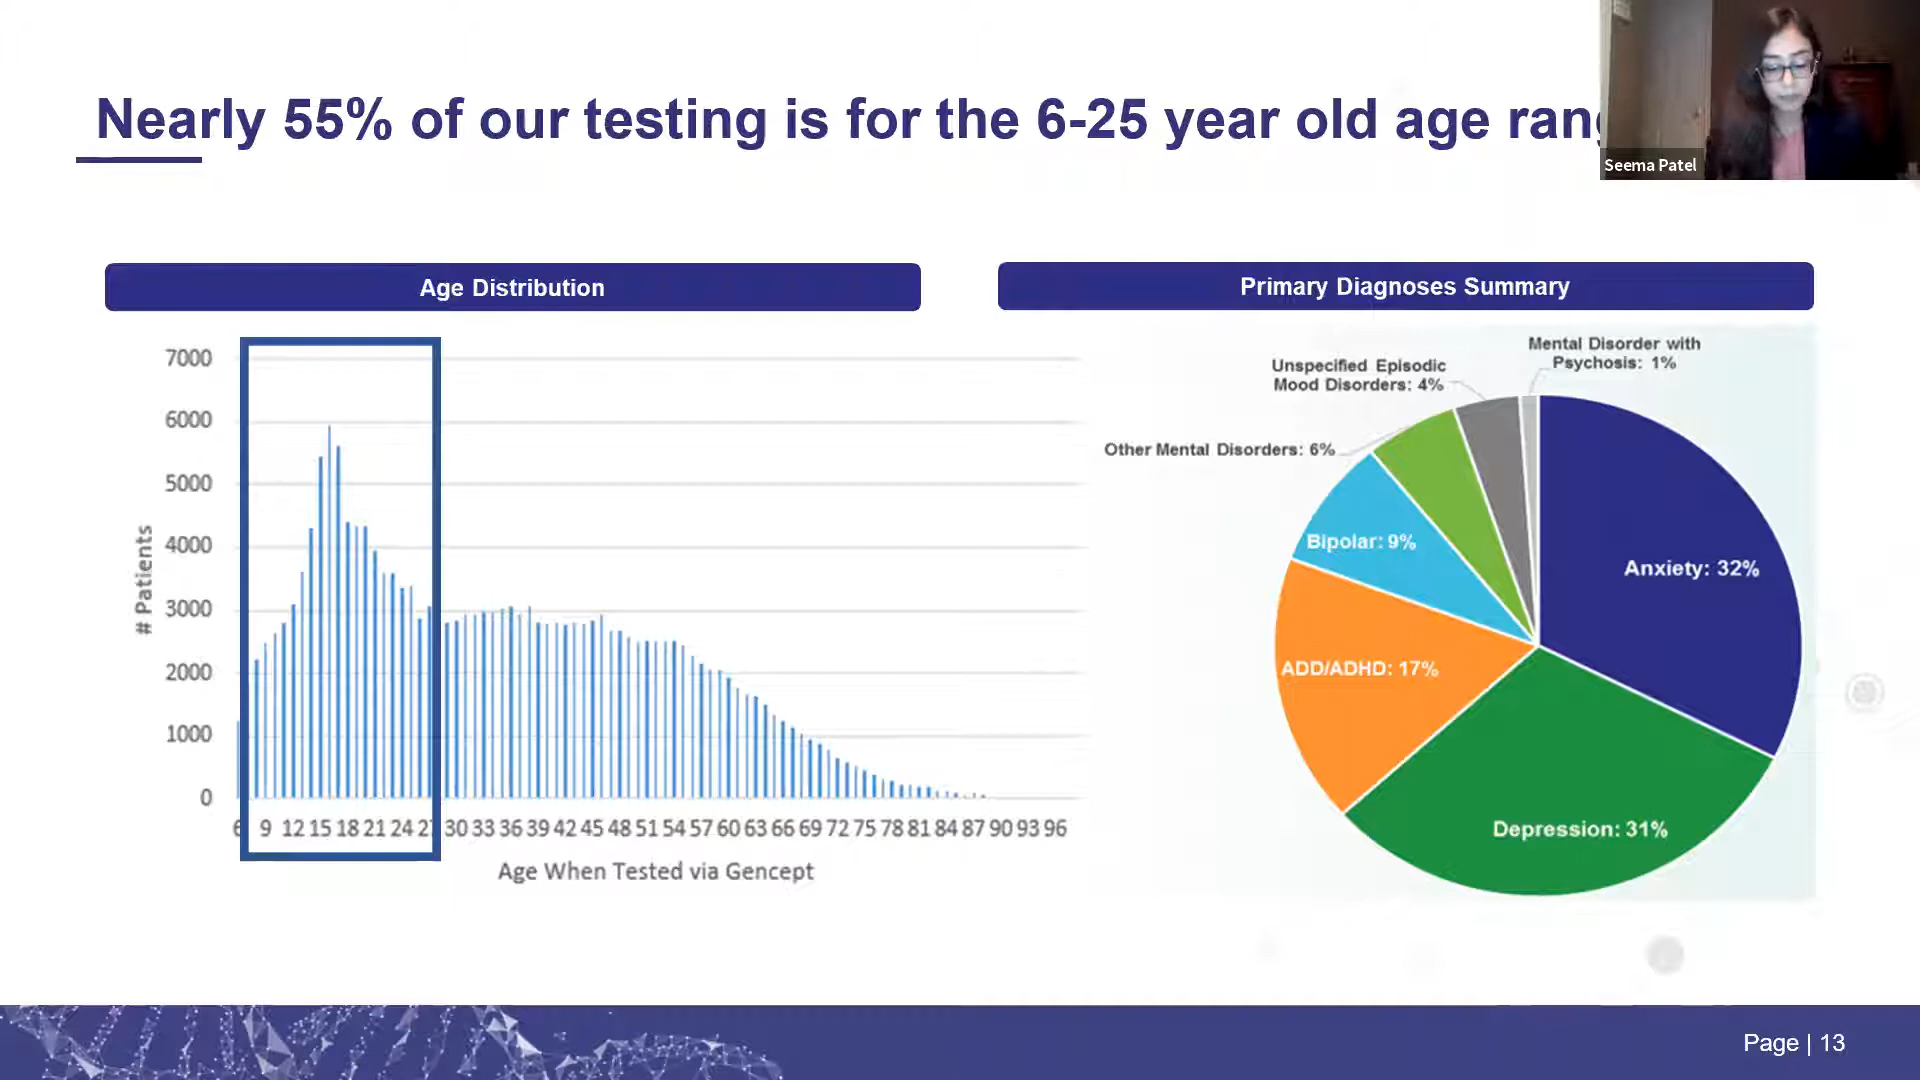 Nearly 55% of our testing is for the 6-25 year old age
Seema Patel
Age Distribution
7000
6000
5000
4000
3000
2000
1000
0
# Patients
6 9 12 15 18 21 24 27 30 33 36 39 42 45 48 51 54 57 60 63 66 69 72 75 78 81 84 87 90 93 96
Age When Tested via Gencept
Primary Diagnoses Summary
Mental Disorder with
Psychosis: 1%
Unspecified Episodic
Mood Disorders: 4%
Other Mental Disorders: 6%
Bipolar: 9%
Anxiety: 32%
ADD/ADHD: 17%
Depression: 31%
Page | 13